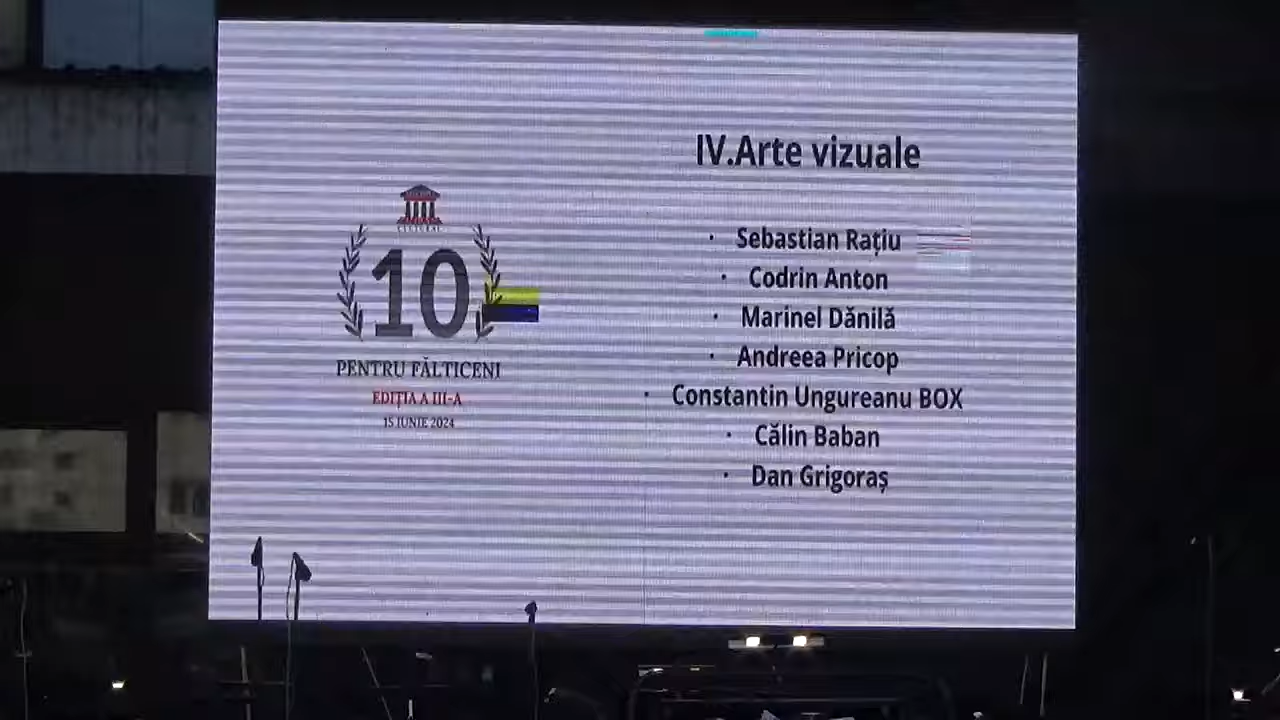 10
PENTRU FĂLTICENI
EDIȚIA A III-A
15 IUNIE 2024
IV.Arte vizuale
· Sebastian Rațiu
· Codrin Anton
· Marinel Dănilă
· Andreea Pricop
· Constantin Ungureanu BOX
· Călin Baban
· Dan Grigoraș